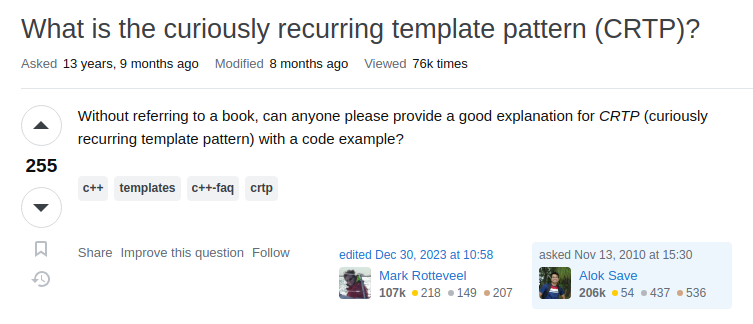 What is the curiously recurring template pattern (CRTP)?
Asked 13 years, 9 months ago Modified 8 months ago Viewed 76k times
Without referring to a book, can anyone please provide a good explanation for CRTP (curiously
recurring template pattern) with a code example?
255
c++ templates c++-faq crtp
Share Improve this question Follow
edited Dec 30, 2023 at 10:58
Mark Rotteveel
107k 218 149 207
asked Nov 13, 2010 at 15:30
Alok Save
206k 54 437 536